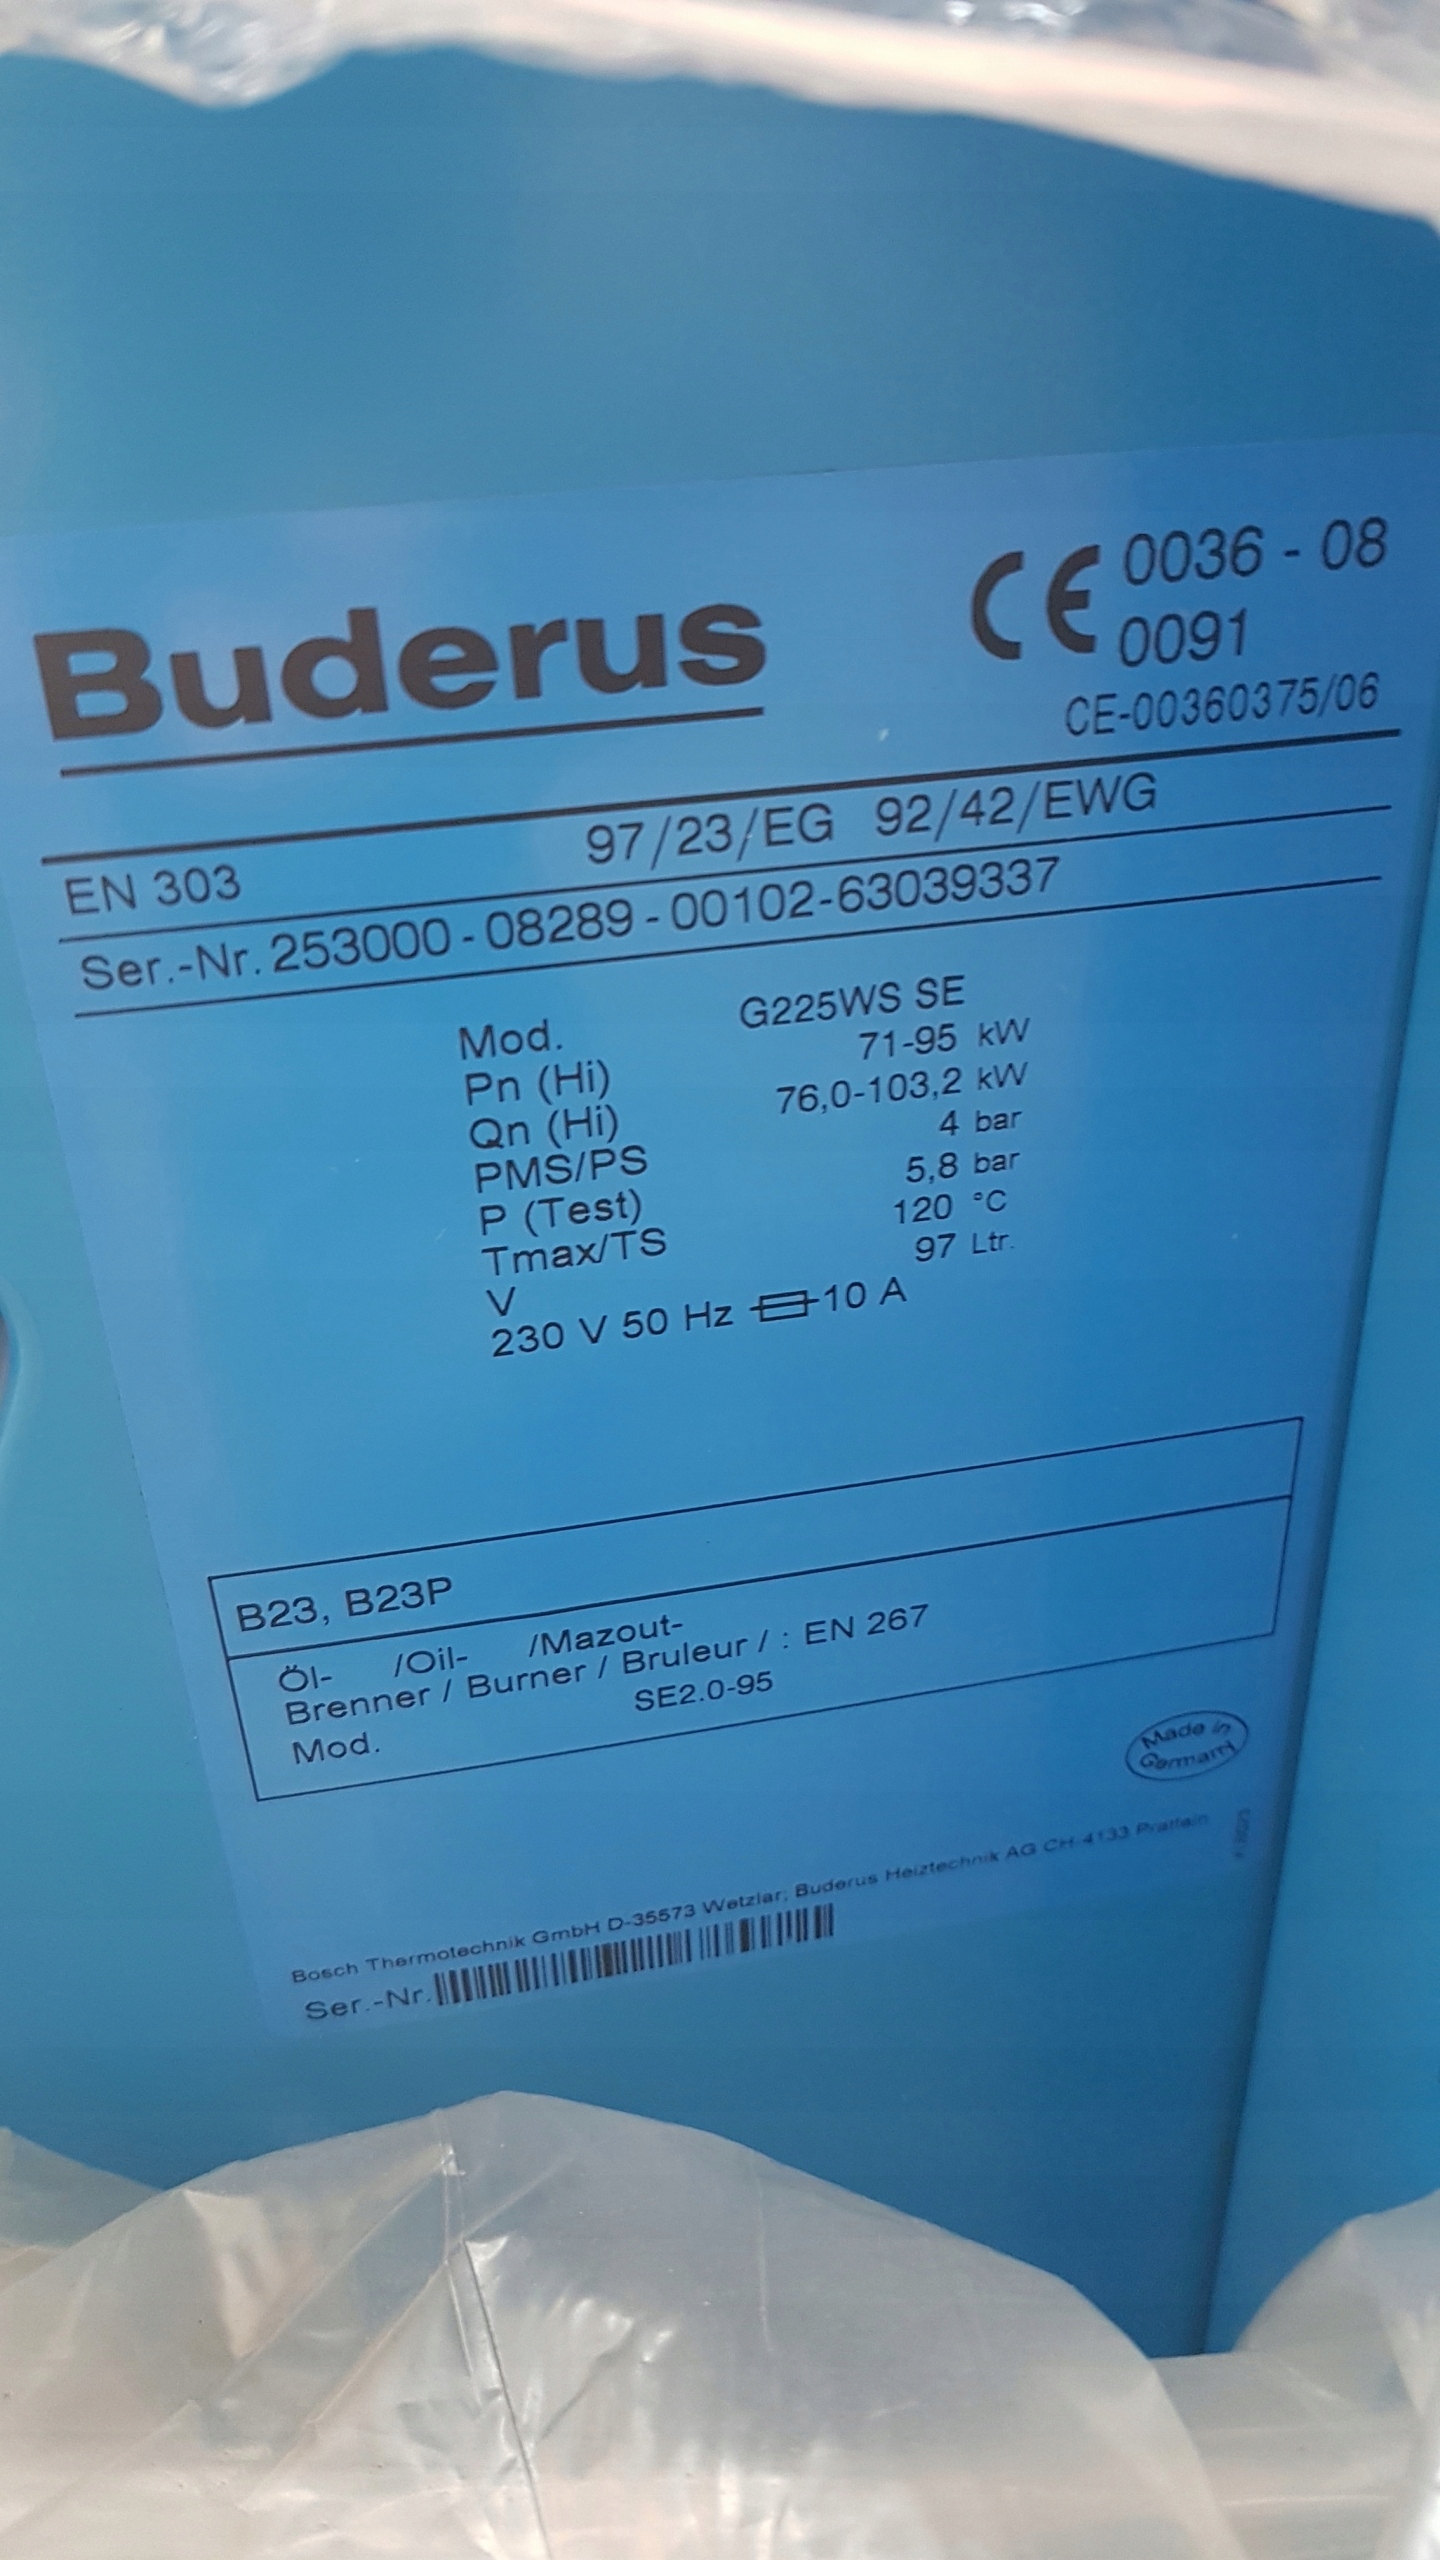 Buderus
CE 0036 - 08
0091
CE-00360375/06
EN 303 97/23/EG 92/42/EWG
Ser.-Nr. 253000 - 08289 - 00102-63039337
Mod. G225WS SE
Pn (Hi) 71-95 kW
Qn (Hi) 76,0-103,2 kW
PMS/PS 4 bar
P (Test) 5,8 bar
Tmax/TS 120 °C
V 97 Ltr.
230 V 50 Hz 10 A
B23, B23P
Öl- /Oil- /Mazout-
Brenner / Burner / Bruleur / : EN 267
Mod. SE2.0-95
Made in
Germany
Bosch Thermotechnik GmbH D-35573 Wetzlar; Buderus Heiztechnik AG CH-4133 Pratteln
Ser.-Nr.